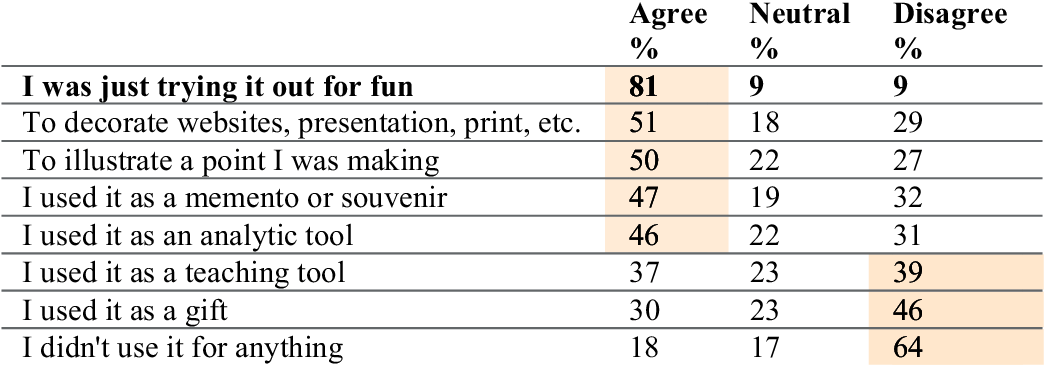 Agree Neutral Disagree
% % %
I was just trying it out for fun 81 9 9
To decorate websites, presentation, print, etc. 51 18 29
To illustrate a point I was making 50 22 27
I used it as a memento or souvenir 47 19 32
I used it as an analytic tool 46 22 31
I used it as a teaching tool 37 23 39
I used it as a gift 30 23 46
I didn't use it for anything 18 17 64